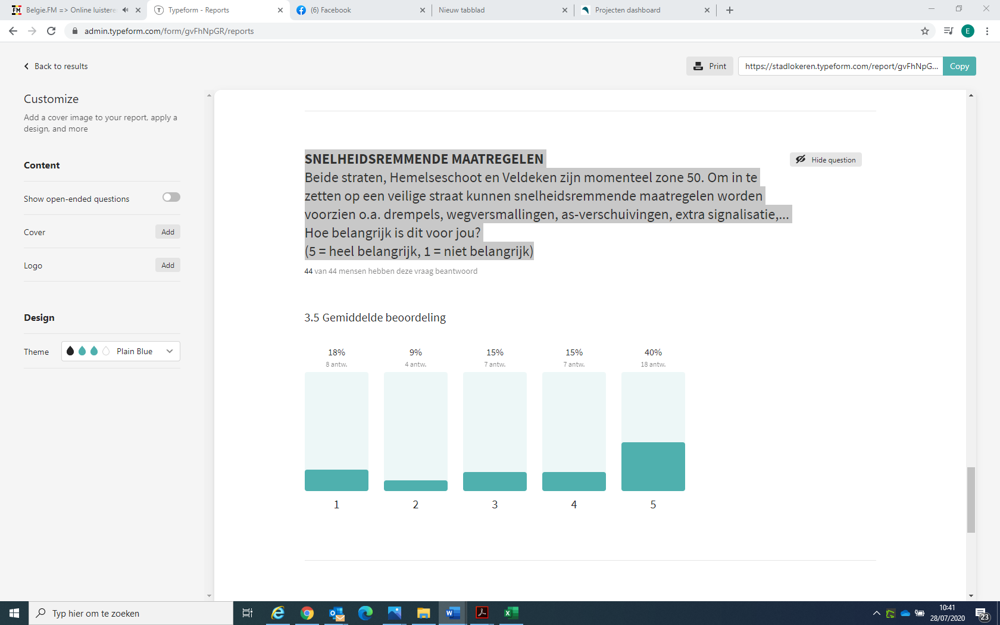 FM Belgie.FM => Online luistere
T Typeform - Reports
(6) Facebook
Nieuw tabblad
Projecten dashboard
admin.typeform.com/form/gvFhNpGR/reports
E
Back to results
Print
https://stadlokeren.typeform.com/report/gvFhNpG...
Copy
Customize
Add a cover image to your report, apply a
design, and more
Content
Show open-ended questions
Cover
Add
Logo
Add
Design
Theme
Plain Blue
SNELHEIDSREMMENDE MAATREGELEN
Hide question
Beide straten, Hemelseschoot en Veldeken zijn momenteel zone 50. Om in te
zetten op een veilige straat kunnen snelheidsremmende maatregelen worden
voorzien o.a. drempels, wegversmallingen, as-verschuivingen, extra signalisatie,...
Hoe belangrijk is dit voor jou?
(5 = heel belangrijk, 1 = niet belangrijk)
44 van 44 mensen hebben deze vraag beantwoord
3.5 Gemiddelde beoordeling
18% 9% 15% 15% 40%
8 antw. 4 antw. 7 antw. 7 antw. 18 antw.
1 2 3 4 5
Typ hier om te zoeken
10:41
28/07/2020
23